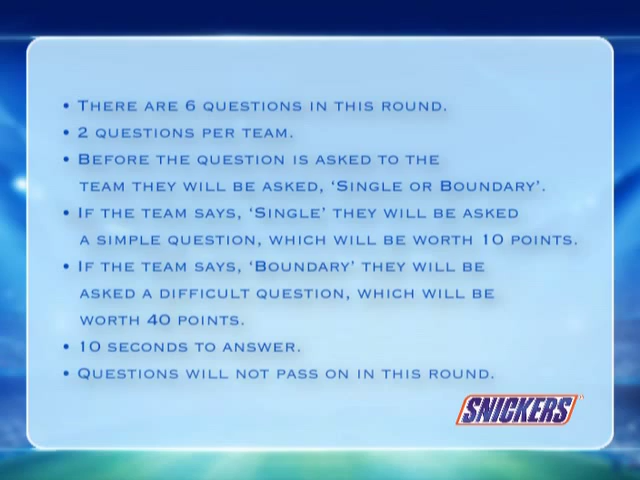 • There are 6 questions in this round.
• 2 questions per team.
• Before the question is asked to the
team they will be asked, ‘Single or Boundary’.
• If the team says, ‘Single’ they will be asked
a simple question, which will be worth 10 points.
• If the team says, ‘Boundary’ they will be
asked a difficult question, which will be
worth 40 points.
• 10 seconds to answer.
• Questions will not pass on in this round.
SNICKERS